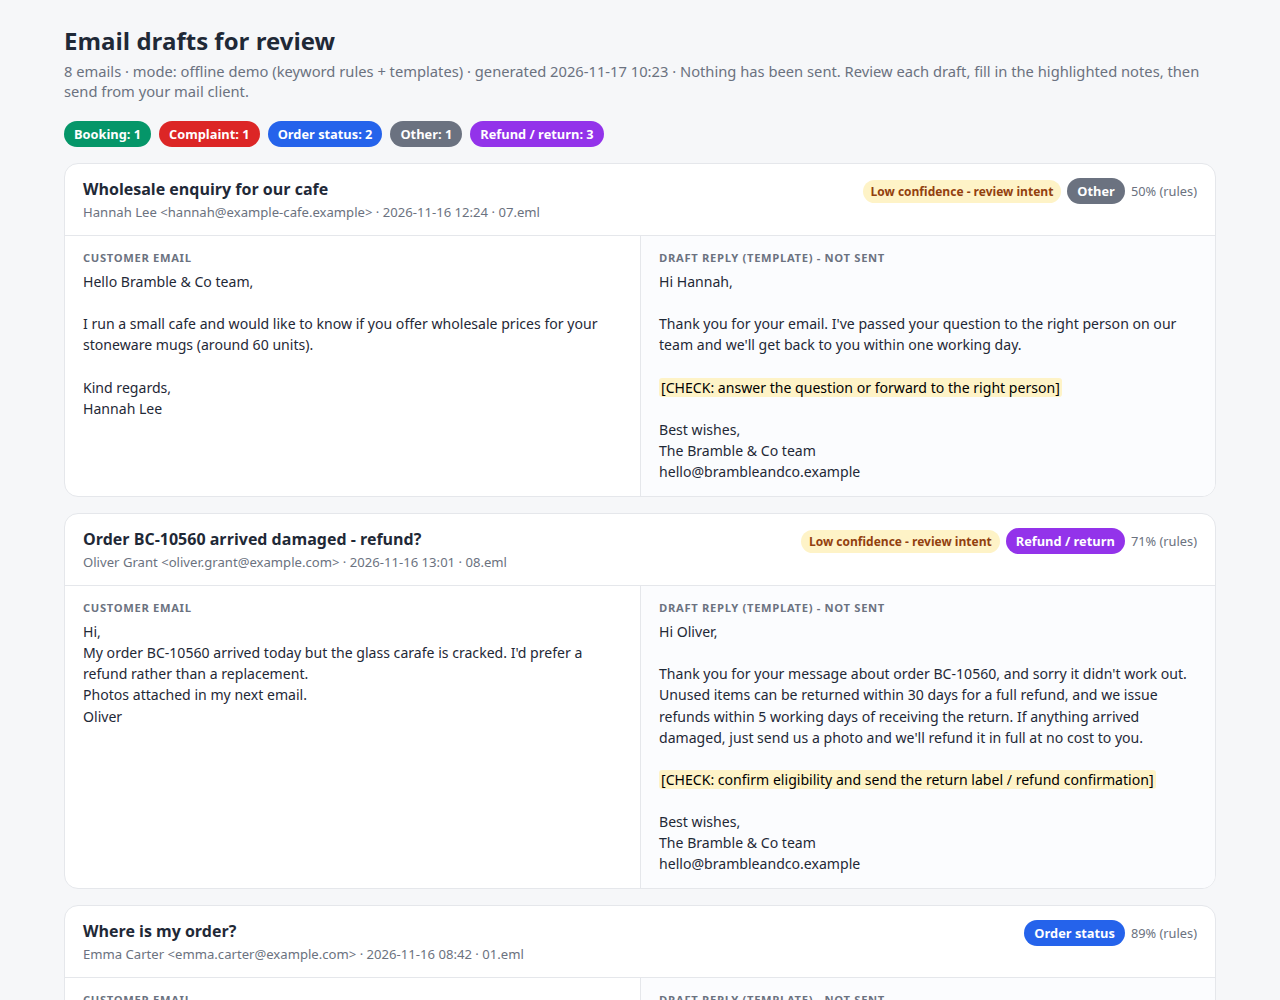 Email drafts for review
8 emails · mode: offline demo (keyword rules + templates) · generated 2026-11-17 10:23 · Nothing has been sent. Review each draft, fill in the highlighted notes, then
send from your mail client.
Booking: 1 Complaint: 1 Order status: 2 Other: 1 Refund / return: 3
Wholesale enquiry for our cafe
Low confidence - review intent Other 50% (rules)
Hannah Lee <hannah@example-cafe.example> · 2026-11-16 12:24 · 07.eml
CUSTOMER EMAIL
Hello Bramble & Co team,
I run a small cafe and would like to know if you offer wholesale prices for your
stoneware mugs (around 60 units).
Kind regards,
Hannah Lee
DRAFT REPLY (TEMPLATE) - NOT SENT
Hi Hannah,
Thank you for your email. I've passed your question to the right person on our
team and we'll get back to you within one working day.
[CHECK: answer the question or forward to the right person]
Best wishes,
The Bramble & Co team
hello@brambleandco.example
Order BC-10560 arrived damaged - refund?
Low confidence - review intent Refund / return 71% (rules)
Oliver Grant <oliver.grant@example.com> · 2026-11-16 13:01 · 08.eml
CUSTOMER EMAIL
Hi,
My order BC-10560 arrived today but the glass carafe is cracked. I'd prefer a
refund rather than a replacement.
Photos attached in my next email.
Oliver
DRAFT REPLY (TEMPLATE) - NOT SENT
Hi Oliver,
Thank you for your message about order BC-10560, and sorry it didn't work out.
Unused items can be returned within 30 days for a full refund, and we issue
refunds within 5 working days of receiving the return. If anything arrived
damaged, just send us a photo and we'll refund it in full at no cost to you.
[CHECK: confirm eligibility and send the return label / refund confirmation]
Best wishes,
The Bramble & Co team
hello@brambleandco.example
Where is my order?
Order status 89% (rules)
Emma Carter <emma.carter@example.com> · 2026-11-16 08:42 · 01.eml
CUSTOMER EMAIL
DRAFT REPLY (TEMPLATE) - NOT SENT